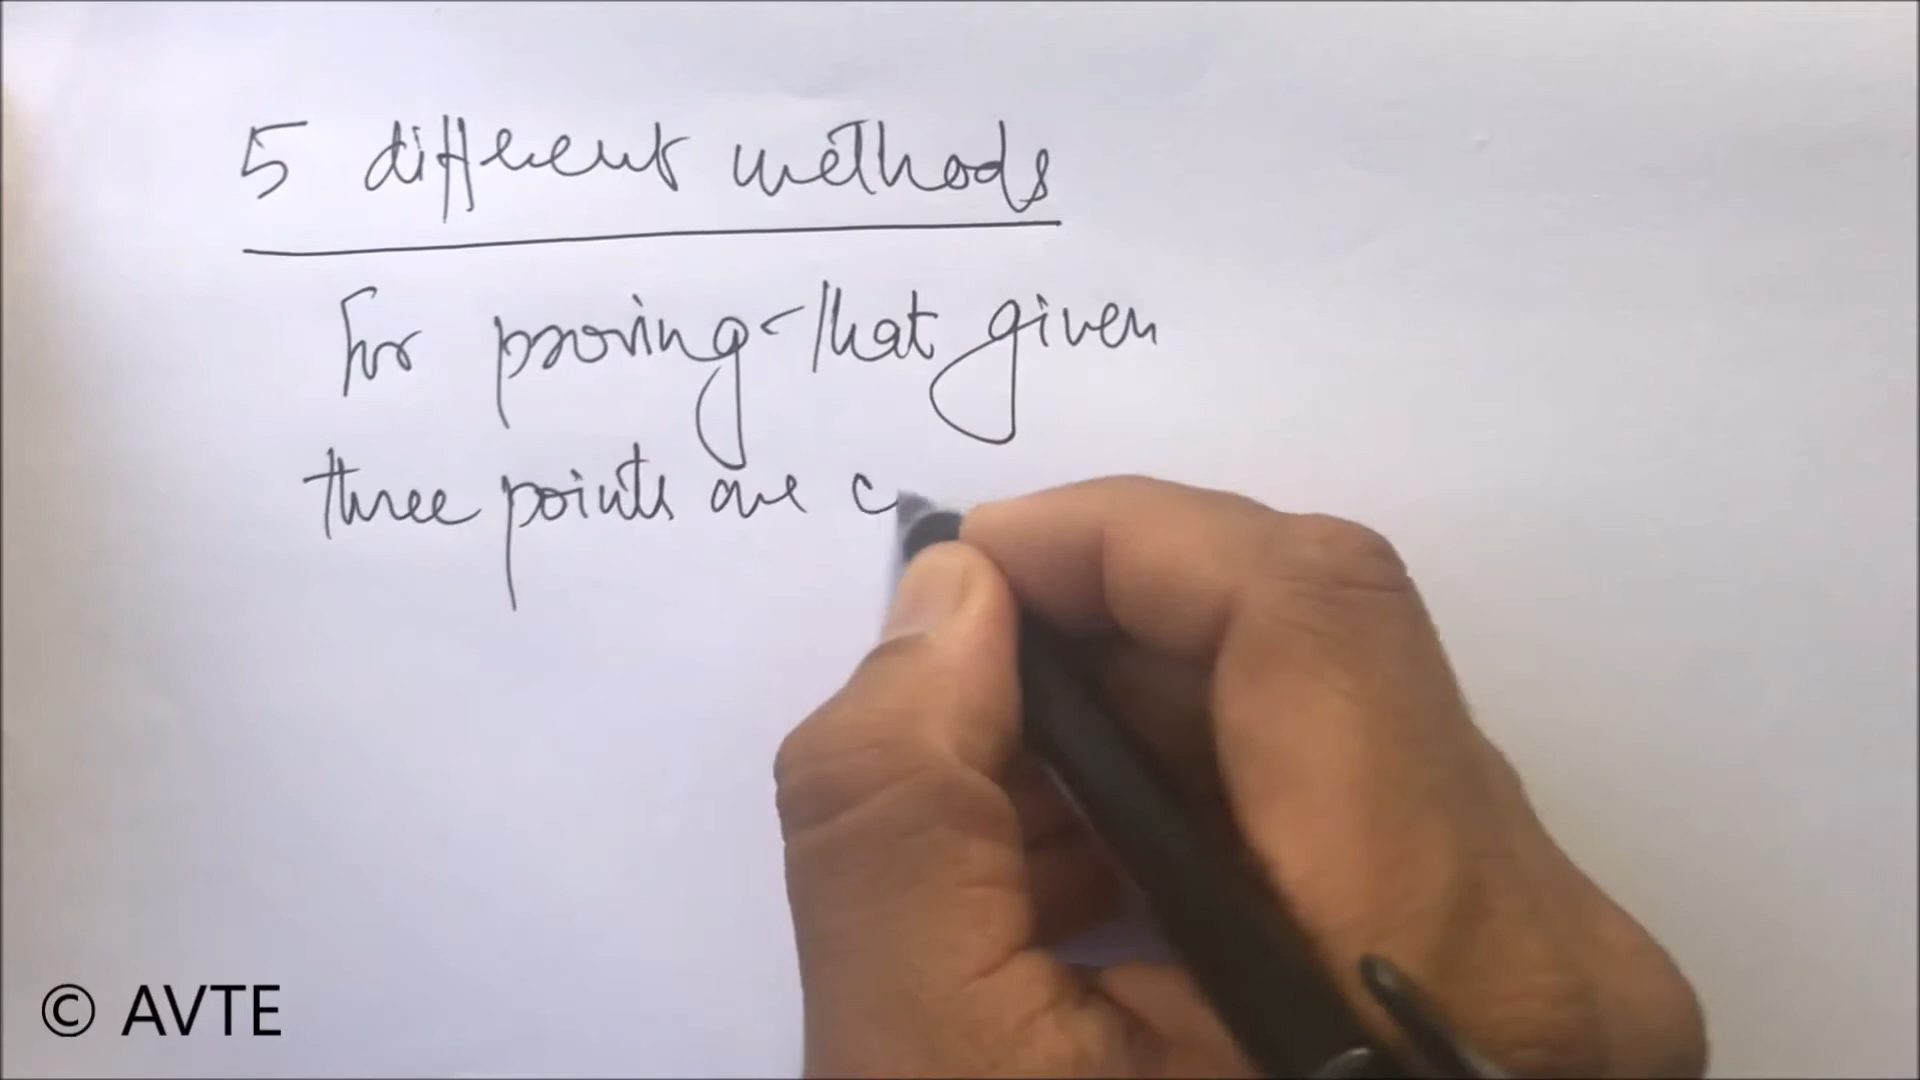 5 different methods
For proving that given
three points are c
© AVTE